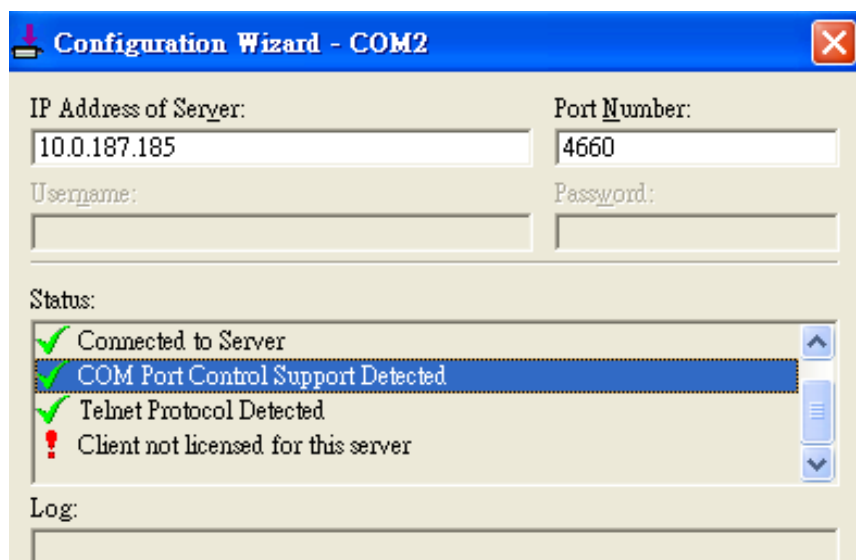 Configuration Wizard - COM2
IP Address of Server: Port Number:
10.0.187.185 4660
Username: Password:
Status:
Connected to Server
COM Port Control Support Detected
Telnet Protocol Detected
Client not licensed for this server
Log: